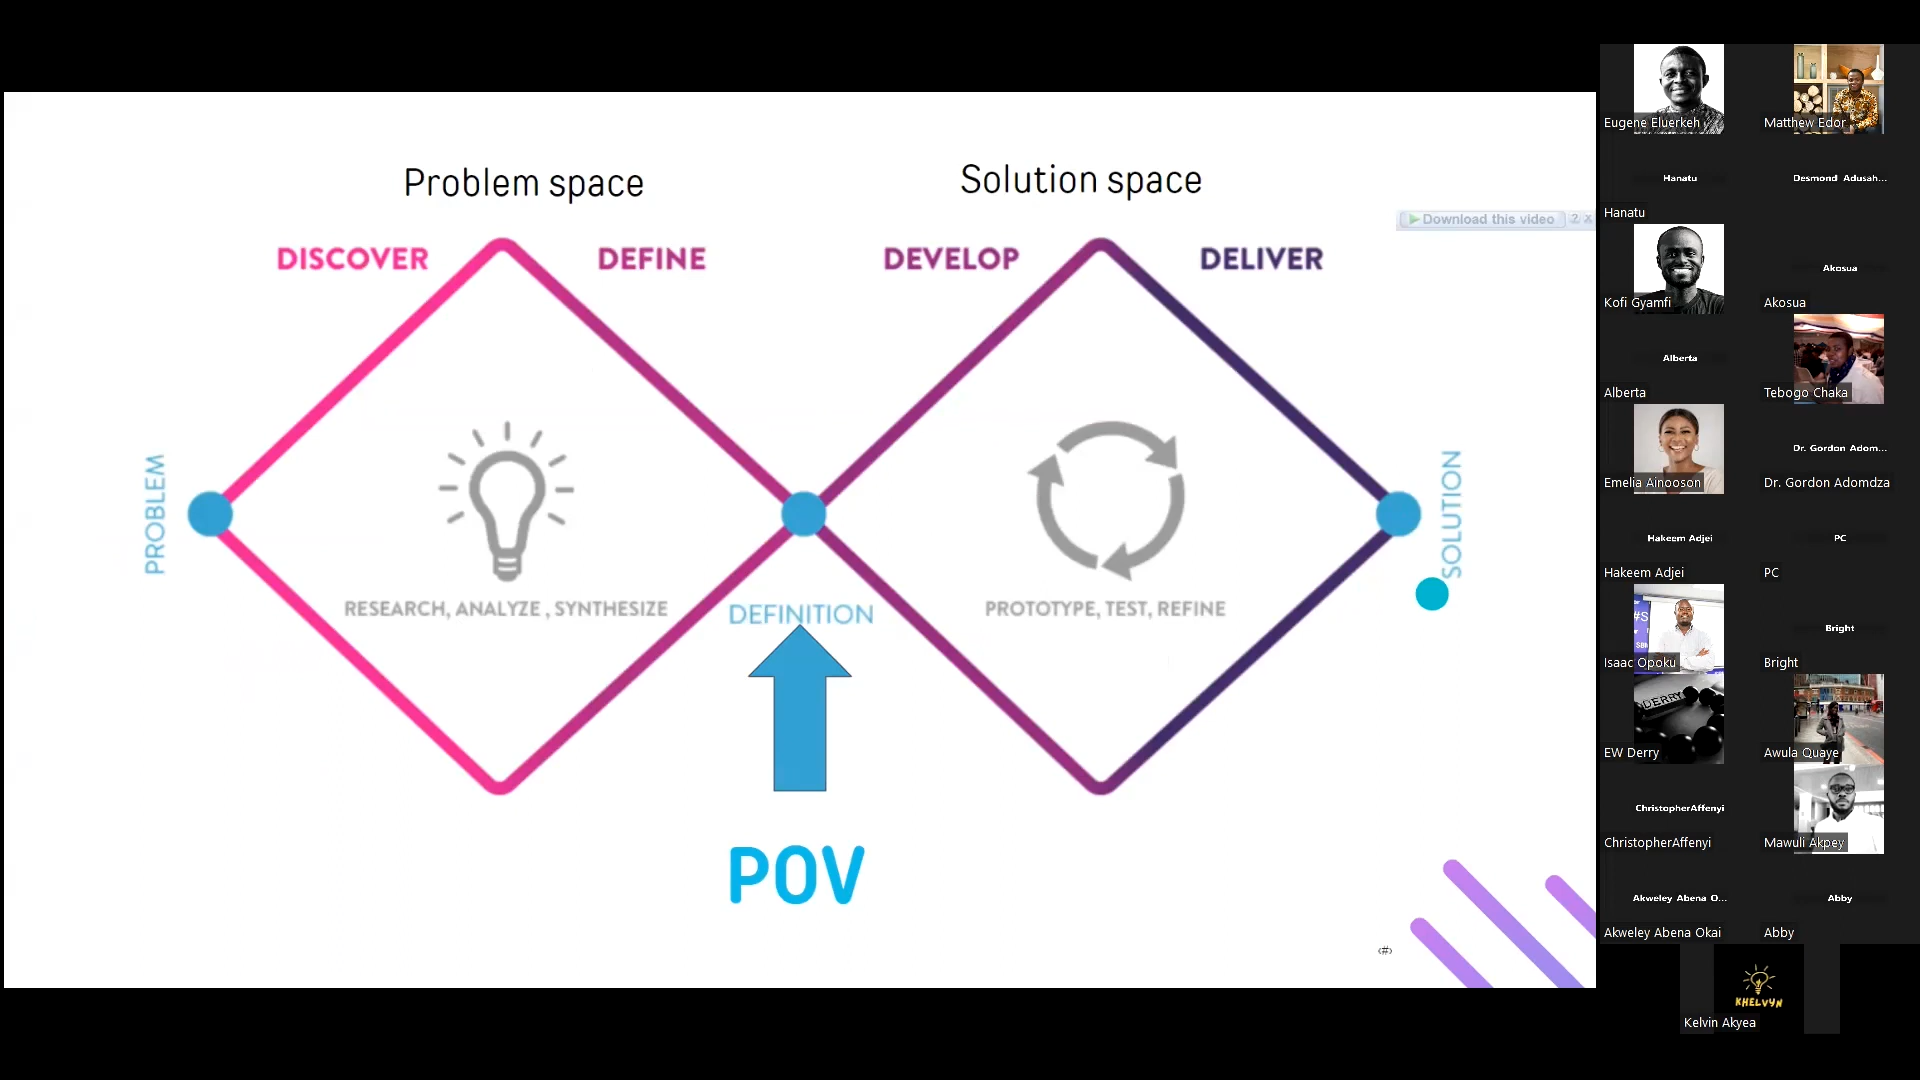 Problem space
Solution space
Download this video
2 x
DISCOVER
DEFINE
DEVELOP
DELIVER
PROBLEM
SOLUTION
RESEARCH, ANALYZE , SYNTHESIZE
DEFINITION
PROTOTYPE, TEST, REFINE
POV
‹#›
Eugene Eluerkeh
Matthew Edor
Hanatu
Desmond Adusah...
Hanatu
Kofi Gyamfi
Akosua
Akosua
Alberta
Alberta
Tebogo Chaka
Emelia Ainooson
Dr. Gordon Adom...
Dr. Gordon Adomdza
Hakeem Adjei
PC
Hakeem Adjei
PC
#S
SBI
Isaac Opoku
Bright
Bright
DERRY
EW Derry
Awula Quaye
ChristopherAffenyi
ChristopherAffenyi
Mawuli Akpey
Akweley Abena O...
Abby
Akweley Abena Okai
Abby
KHELVYN
Kelvin Akyea